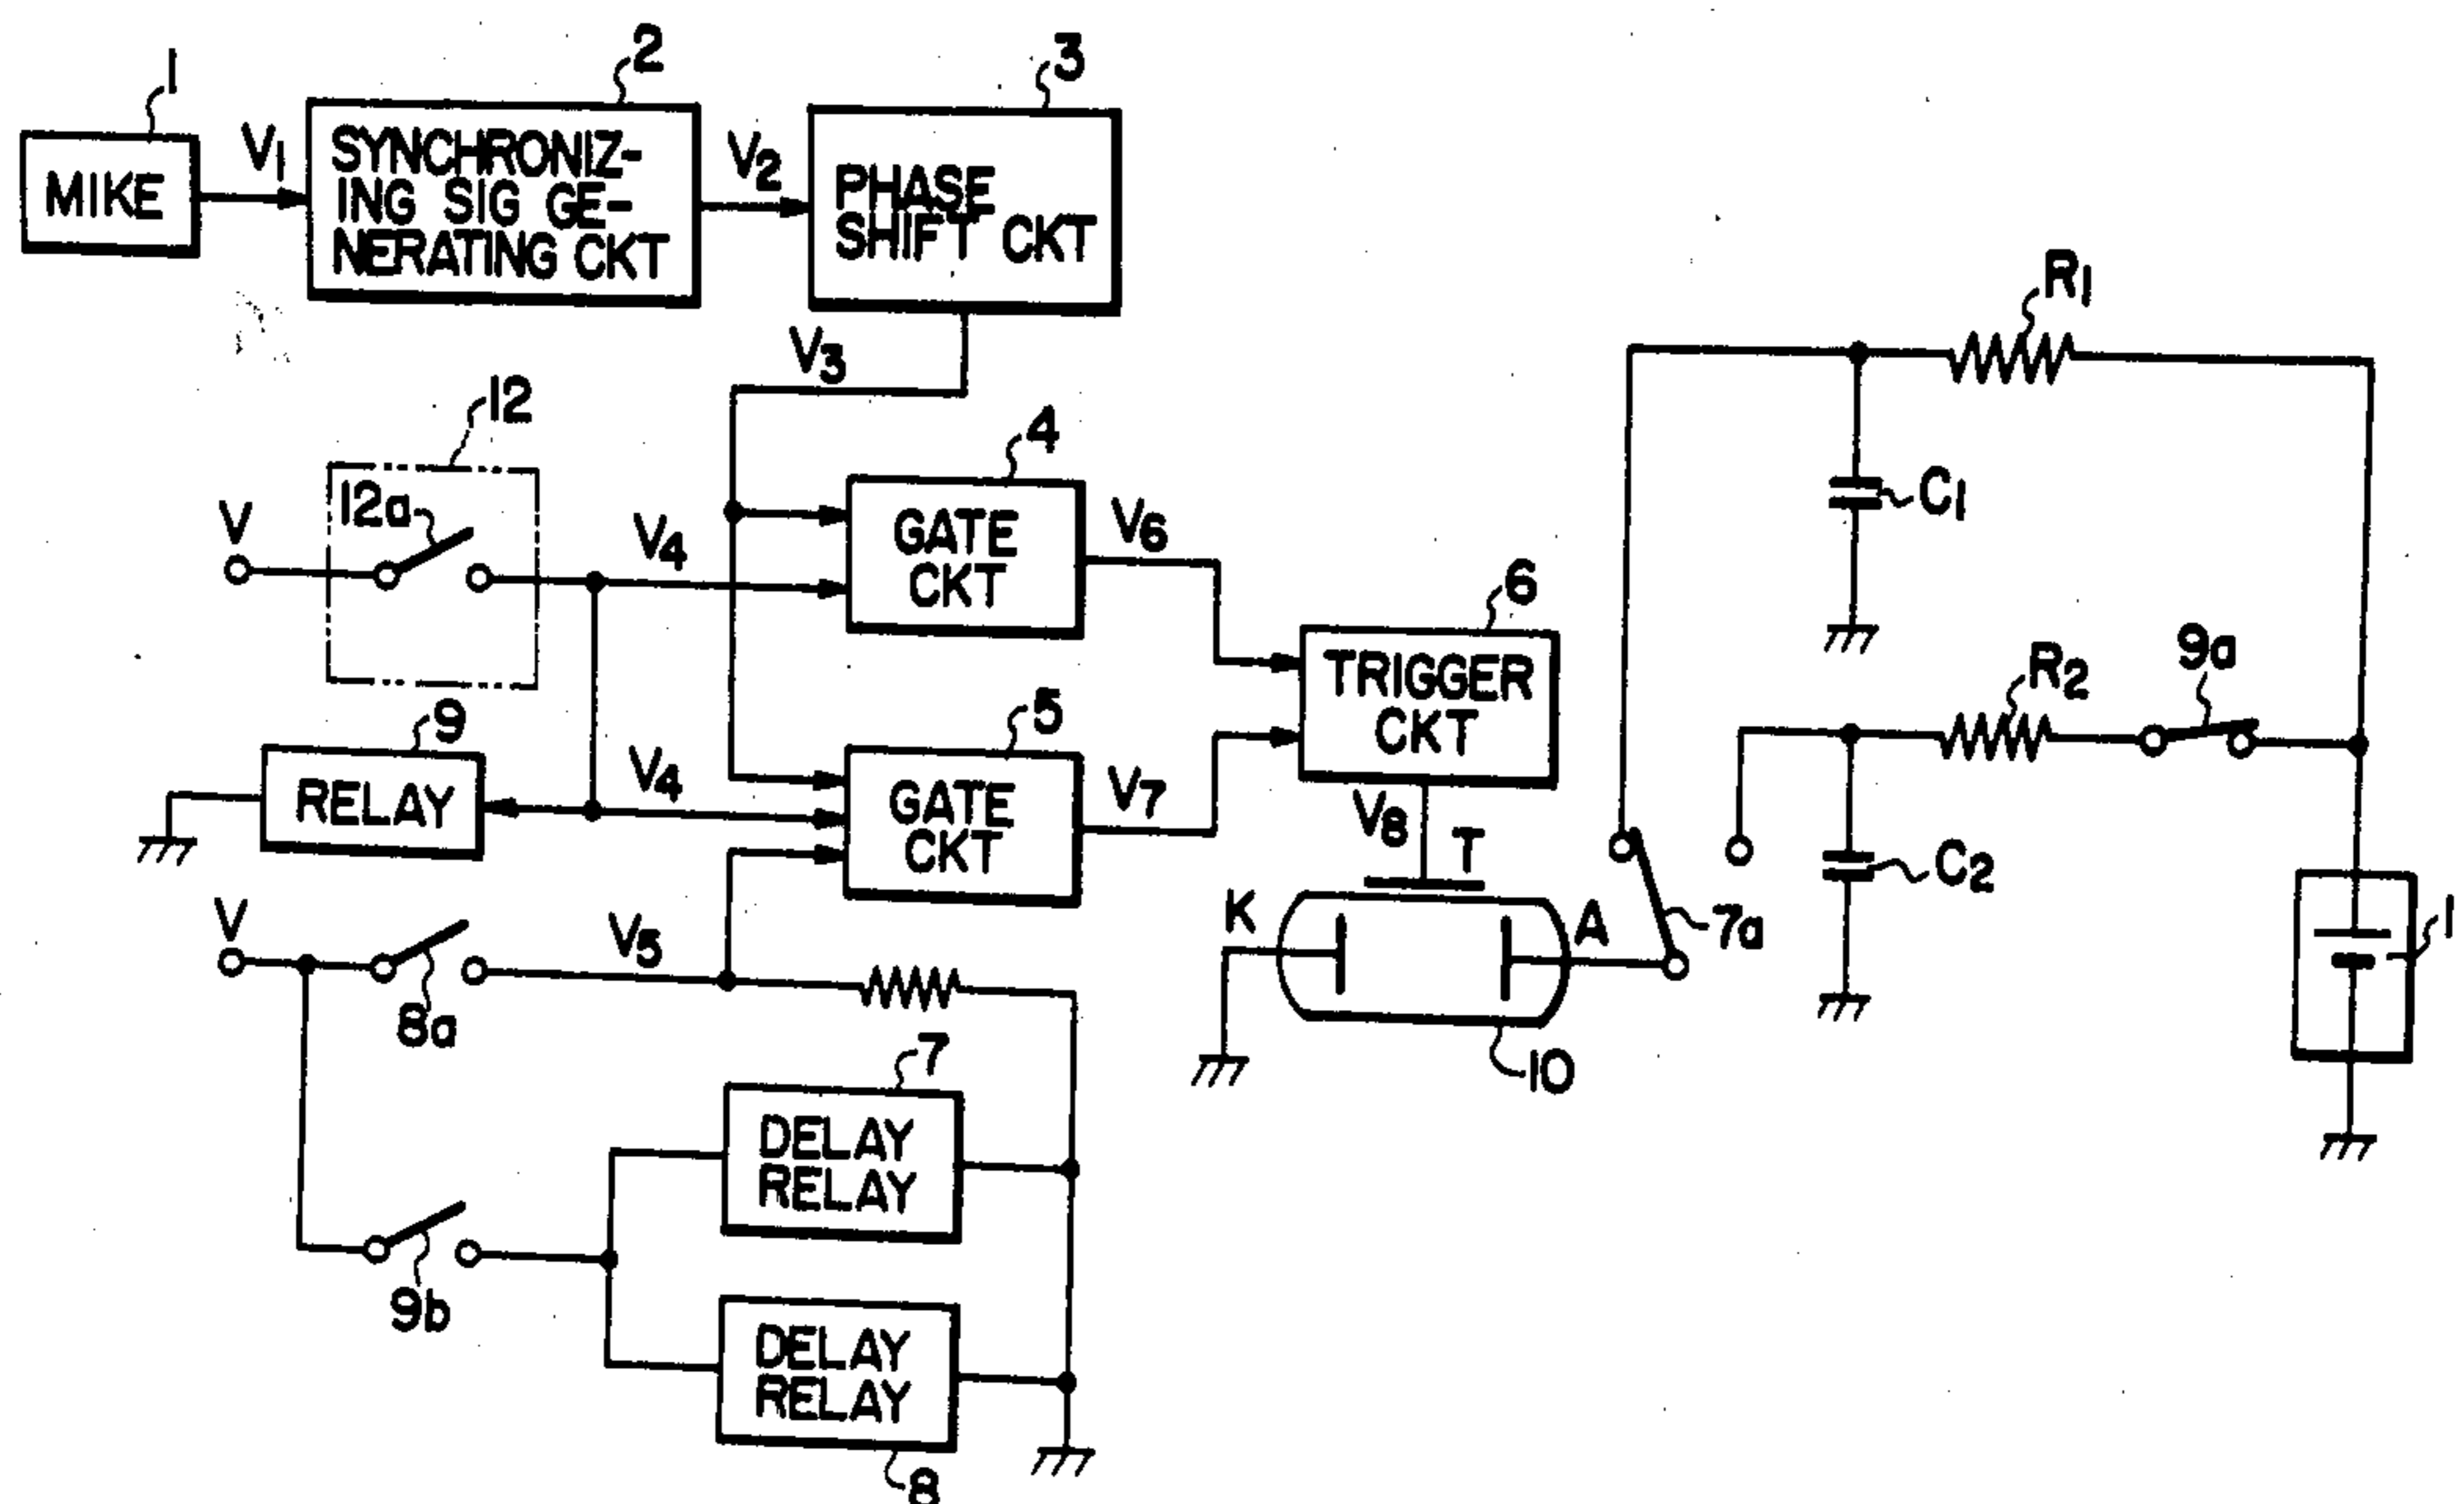 1
2
3
MIKE
V1
SYNCHRONIZ-
ING SIG GE-
NERATING CKT
V2
PHASE
SHIFT CKT
V3
R1
12
12a
V
V4
4
GATE
CKT
V6
C1
6
TRIGGER
CKT
R2
9a
9
RELAY
V4
5
GATE
CKT
V7
V8
T
C2
K
A
7a
1
V
8a
V5
10
7
DELAY
RELAY
9b
DELAY
RELAY
8